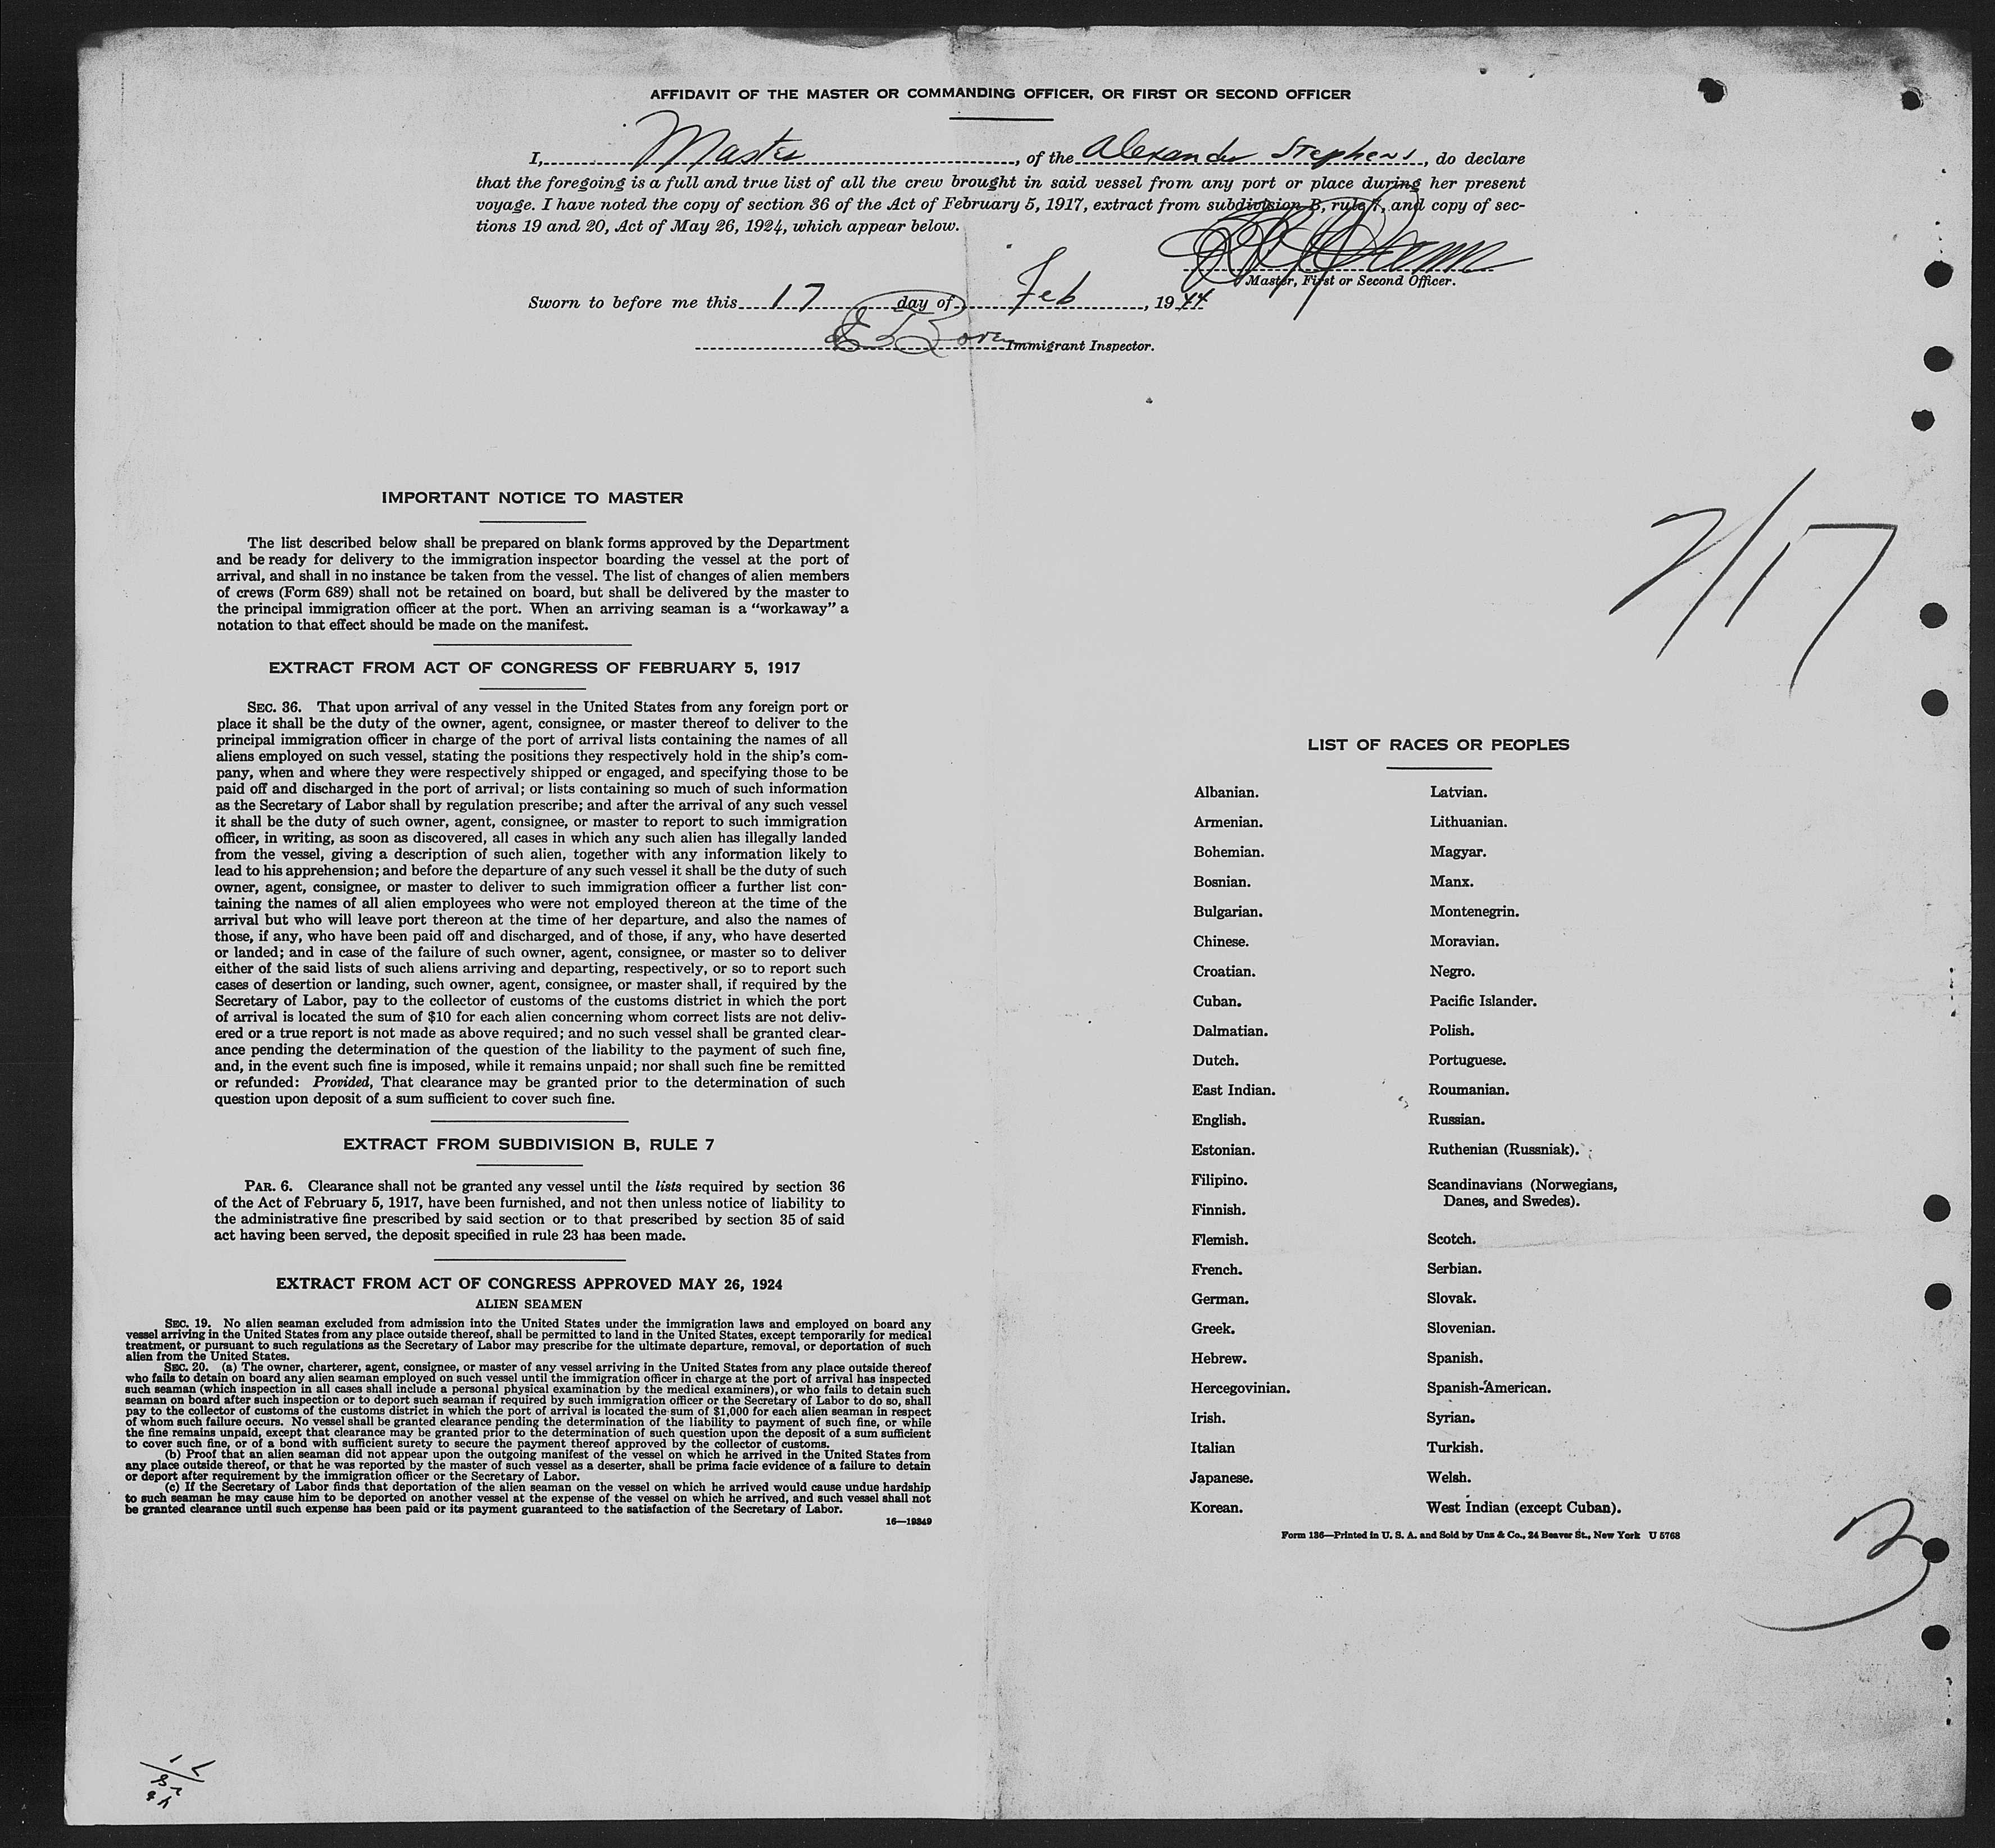 AFFIDAVIT OF THE MASTER OR COMMANDING OFFICER, OR FIRST OR SECOND OFFICER
I, Master, of the Alexander Stephens, do declare
that the foregoing is a full and true list of all the crew brought in said vessel from any port or place during her present
voyage. I have noted the copy of section 36 of the Act of February 5, 1917, extract from subdivision B, rule 7, and copy of sec-
tions 19 and 20, Act of May 26, 1924, which appear below.
Master, First or Second Officer.
Sworn to before me this 17 day of Feb, 1944
Immigrant Inspector.
2/17
IMPORTANT NOTICE TO MASTER
The list described below shall be prepared on blank forms approved by the Department
and be ready for delivery to the immigration inspector boarding the vessel at the port of
arrival, and shall in no instance be taken from the vessel. The list of changes of alien members
of crews (Form 689) shall not be retained on board, but shall be delivered by the master to
the principal immigration officer at the port. When an arriving seaman is a "workaway" a
notation to that effect should be made on the manifest.
EXTRACT FROM ACT OF CONGRESS OF FEBRUARY 5, 1917
SEC. 36. That upon arrival of any vessel in the United States from any foreign port or
place it shall be the duty of the owner, agent, consignee, or master thereof to deliver to the
principal immigration officer in charge of the port of arrival lists containing the names of all
aliens employed on such vessel, stating the positions they respectively hold in the ship's com-
pany, when and where they were respectively shipped or engaged, and specifying those to be
paid off and discharged in the port of arrival; or lists containing so much of such information
as the Secretary of Labor shall by regulation prescribe; and after the arrival of any such vessel
it shall be the duty of such owner, agent, consignee, or master to report to such immigration
officer, in writing, as soon as discovered, all cases in which any such alien has illegally landed
from the vessel, giving a description of such alien, together with any information likely to
lead to his apprehension; and before the departure of any such vessel it shall be the duty of such
owner, agent, consignee, or master to deliver to such immigration officer a further list con-
taining the names of all alien employees who were not employed thereon at the time of the
arrival but who will leave port thereon at the time of her departure, and also the names of
those, if any, who have been paid off and discharged, and of those, if any, who have deserted
or landed; and in case of the failure of such owner, agent, consignee, or master so to deliver
either of the said lists of such aliens arriving and departing, respectively, or so to report such
cases of desertion or landing, such owner, agent, consignee, or master shall, if required by the
Secretary of Labor, pay to the collector of customs of the customs district in which the port
of arrival is located the sum of $10 for each alien concerning whom correct lists are not deliv-
ered or a true report is not made as above required; and no such vessel shall be granted clear-
ance pending the determination of the question of the liability to the payment of such fine,
and, in the event such fine is imposed, while it remains unpaid; nor shall such fine be remitted
or refunded: Provided, That clearance may be granted prior to the determination of such
question upon deposit of a sum sufficient to cover such fine.
EXTRACT FROM SUBDIVISION B, RULE 7
PAR. 6. Clearance shall not be granted any vessel until the lists required by section 36
of the Act of February 5, 1917, have been furnished, and not then unless notice of liability to
the administrative fine prescribed by said section or to that prescribed by section 35 of said
act having been served, the deposit specified in rule 23 has been made.
EXTRACT FROM ACT OF CONGRESS APPROVED MAY 26, 1924
ALIEN SEAMEN
SEC. 19. No alien seaman excluded from admission into the United States under the immigration laws and employed on board any
vessel arriving in the United States from any place outside thereof, shall be permitted to land in the United States, except temporarily for medical
treatment, or pursuant to such regulations as the Secretary of Labor may prescribe for the ultimate departure, removal, or deportation of such
alien from the United States.
SEC. 20. (a) The owner, charterer, agent, consignee, or master of any vessel arriving in the United States from any place outside thereof
who fails to detain on board any alien seaman employed on such vessel until the immigration officer in charge at the port of arrival has inspected
such seaman (which inspection in all cases shall include a personal physical examination by the medical examiners), or who fails to detain such
seaman on board after such inspection or to deport such seaman if required by such immigration officer or the Secretary of Labor to do so, shall
pay to the collector of customs of the customs district in which the port of arrival is located the sum of $1,000 for each alien seaman in respect
of whom such failure occurs. No vessel shall be granted clearance pending the determination of the liability to payment of such fine, or while
the fine remains unpaid, except that clearance may be granted prior to the determination of such question upon the deposit of a sum sufficient
to cover such fine, or of a bond with sufficient surety to secure the payment thereof approved by the collector of customs.
(b) Proof that an alien seaman did not appear upon the outgoing manifest of the vessel on which he arrived in the United States from
any place outside thereof, or that he was reported by the master of such vessel as a deserter, shall be prima facie evidence of a failure to detain
or deport after requirement by the immigration officer or the Secretary of Labor.
(c) If the Secretary of Labor finds that deportation of the alien seaman on the vessel on which he arrived would cause undue hardship
to such seaman he may cause him to be deported on another vessel at the expense of the vessel on which he arrived, and such vessel shall not
be granted clearance until such expense has been paid or its payment guaranteed to the satisfaction of the Secretary of Labor.
16—19349
LIST OF RACES OR PEOPLES
Albanian.
Armenian.
Bohemian.
Bosnian.
Bulgarian.
Chinese.
Croatian.
Cuban.
Dalmatian.
Dutch.
East Indian.
English.
Estonian.
Filipino.
Finnish.
Flemish.
French.
German.
Greek.
Hebrew.
Hercegovinian.
Irish.
Italian
Japanese.
Korean.
Latvian.
Lithuanian.
Magyar.
Manx.
Montenegrin.
Moravian.
Negro.
Pacific Islander.
Polish.
Portuguese.
Roumanian.
Russian.
Ruthenian (Russniak).
Scandinavians (Norwegians,
Danes, and Swedes).
Scotch.
Serbian.
Slovak.
Slovenian.
Spanish.
Spanish-American.
Syrian.
Turkish.
Welsh.
West Indian (except Cuban).
Form 136—Printed in U. S. A. and Sold by Unz & Co., 24 Beaver St., New York U 5768
3